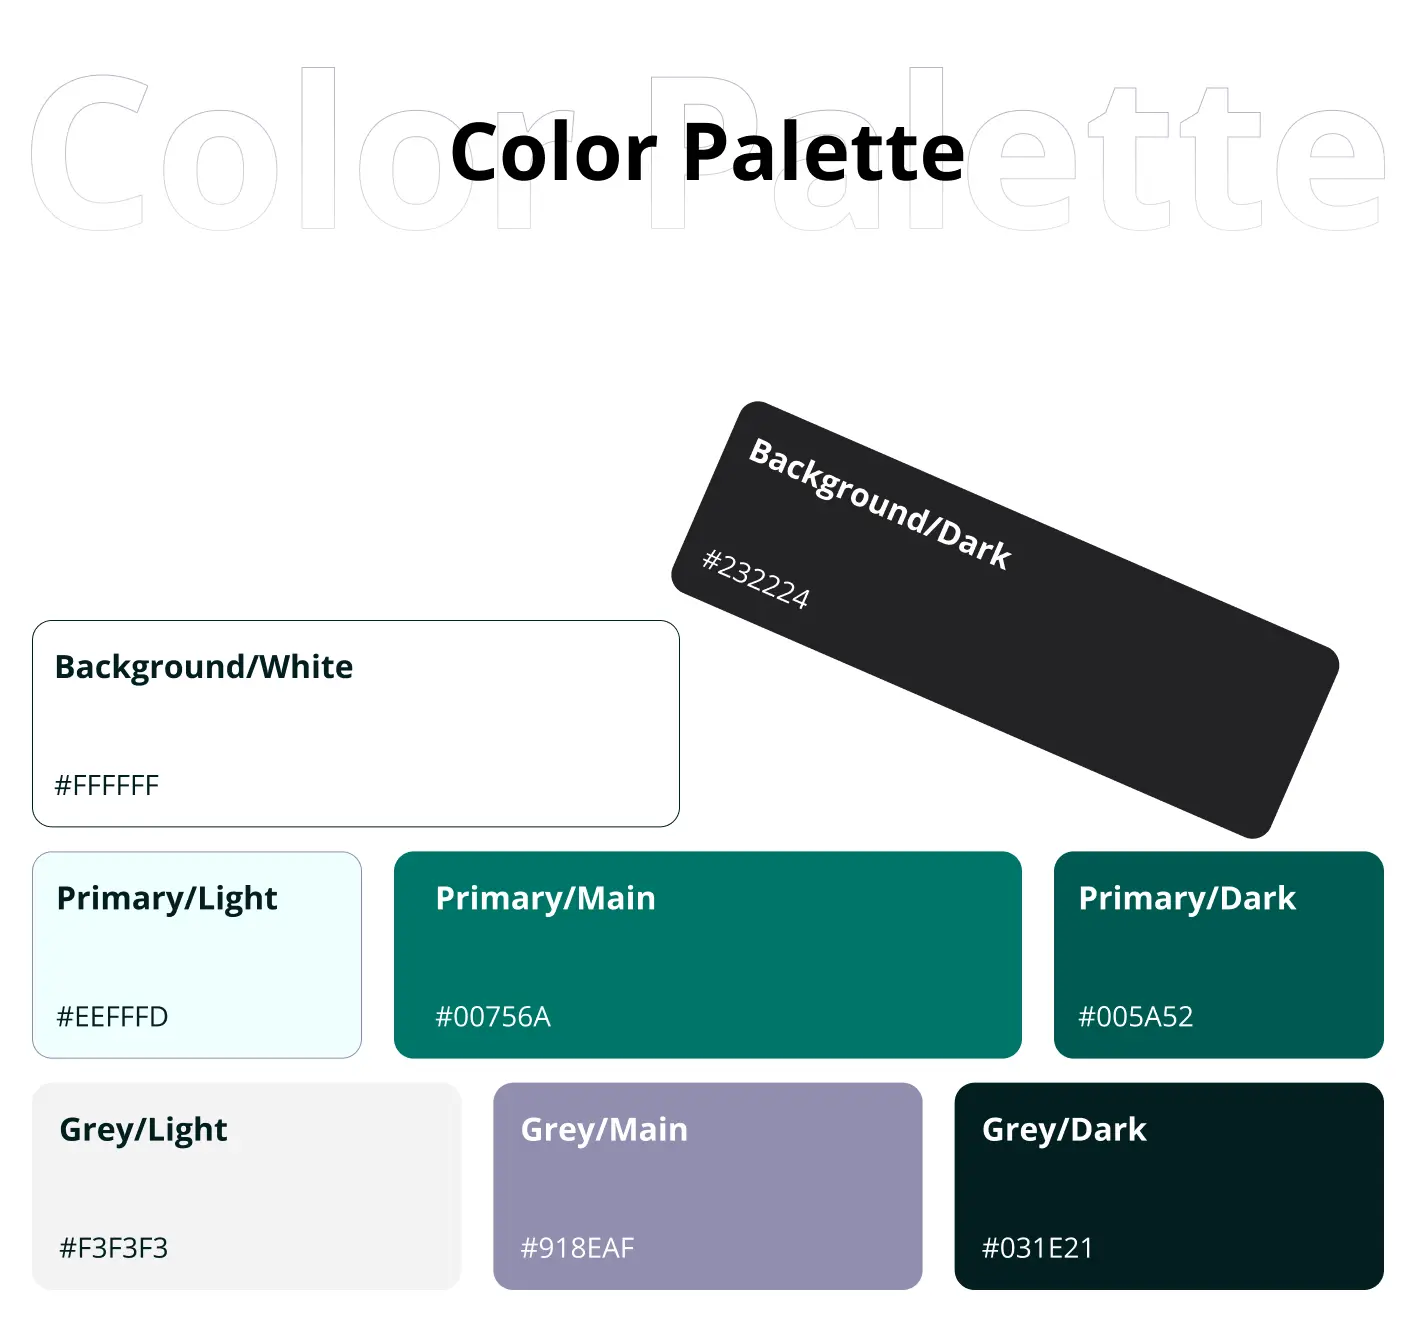 Color Palette
Color Palette
Background/Dark
#232224
Background/White
#FFFFFF
Primary/Light
#EEFFFD
Primary/Main
#00756A
Primary/Dark
#005A52
Grey/Light
#F3F3F3
Grey/Main
#918EAF
Grey/Dark
#031E21